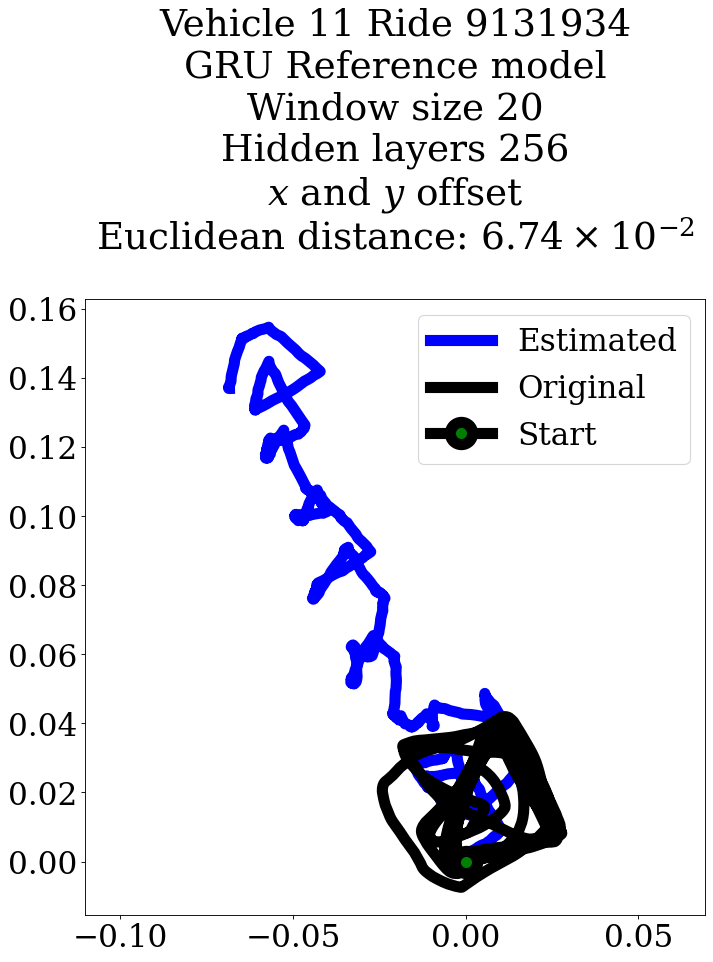 Vehicle 11 Ride 9131934
GRU Reference model
Window size 20
Hidden layers 256
x and y offset
Euclidean distance: 6.74 × 10⁻²
0.16
0.14
0.12
0.10
0.08
0.06
0.04
0.02
0.00
Estimated
Original
Start
−0.10
−0.05
0.00
0.05